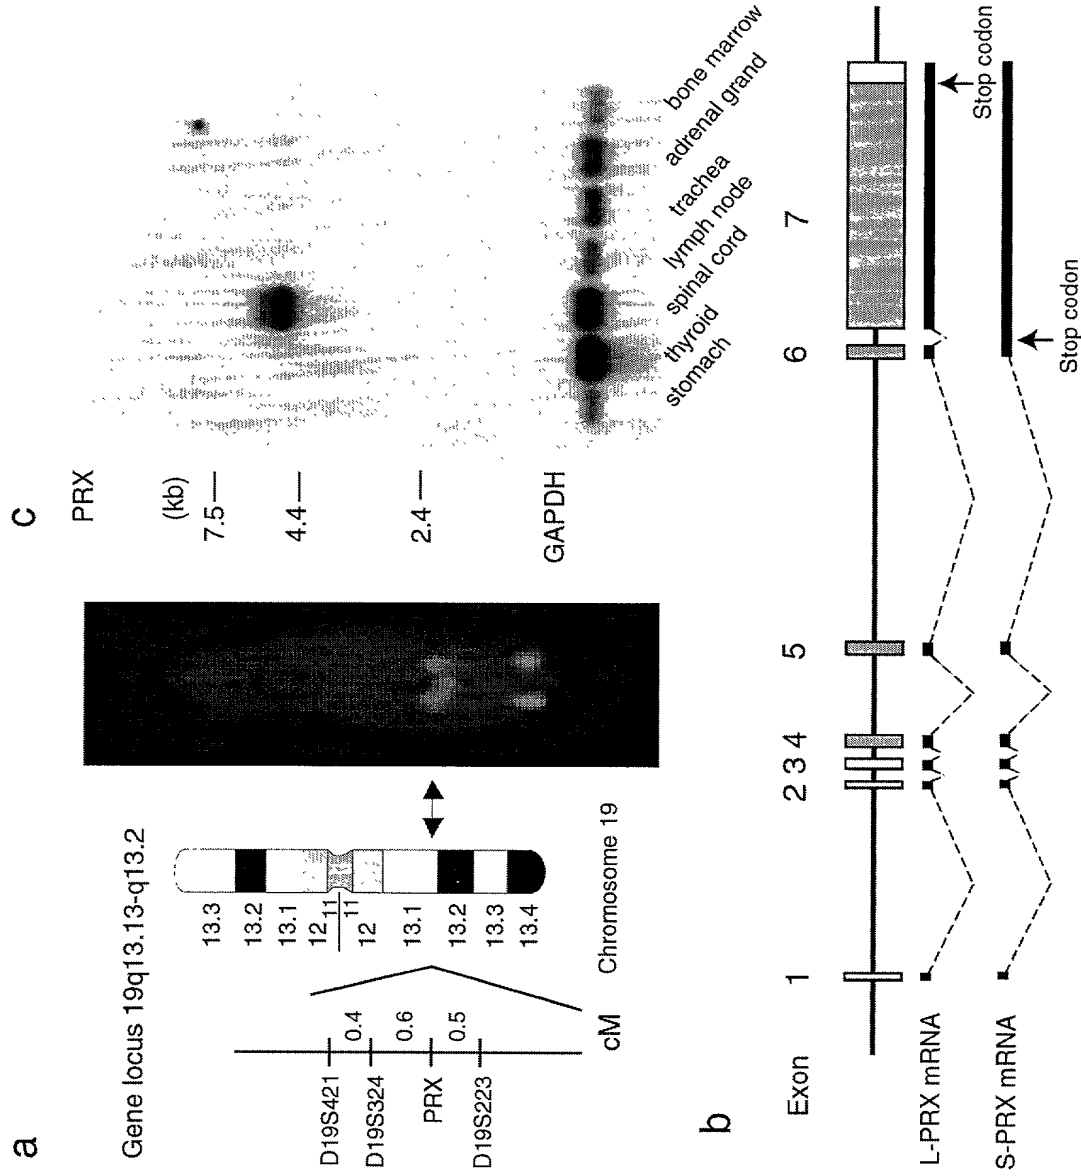 a
Gene locus 19q13.13-q13.2
D19S421
D19S324
PRX
D19S223
0.4
0.6
0.5
cM
13.3
13.2
13.1
12
11
11
12
13.1
13.2
13.3
13.4
Chromosome 19
c
PRX
(kb)
7.5
4.4
2.4
GAPDH
stomach
thyroid
spinal cord
lymph node
trachea
adrenal grand
bone marrow
b
Exon 1 2 3 4 5 6 7
L-PRX mRNA
Stop codon
S-PRX mRNA
Stop codon